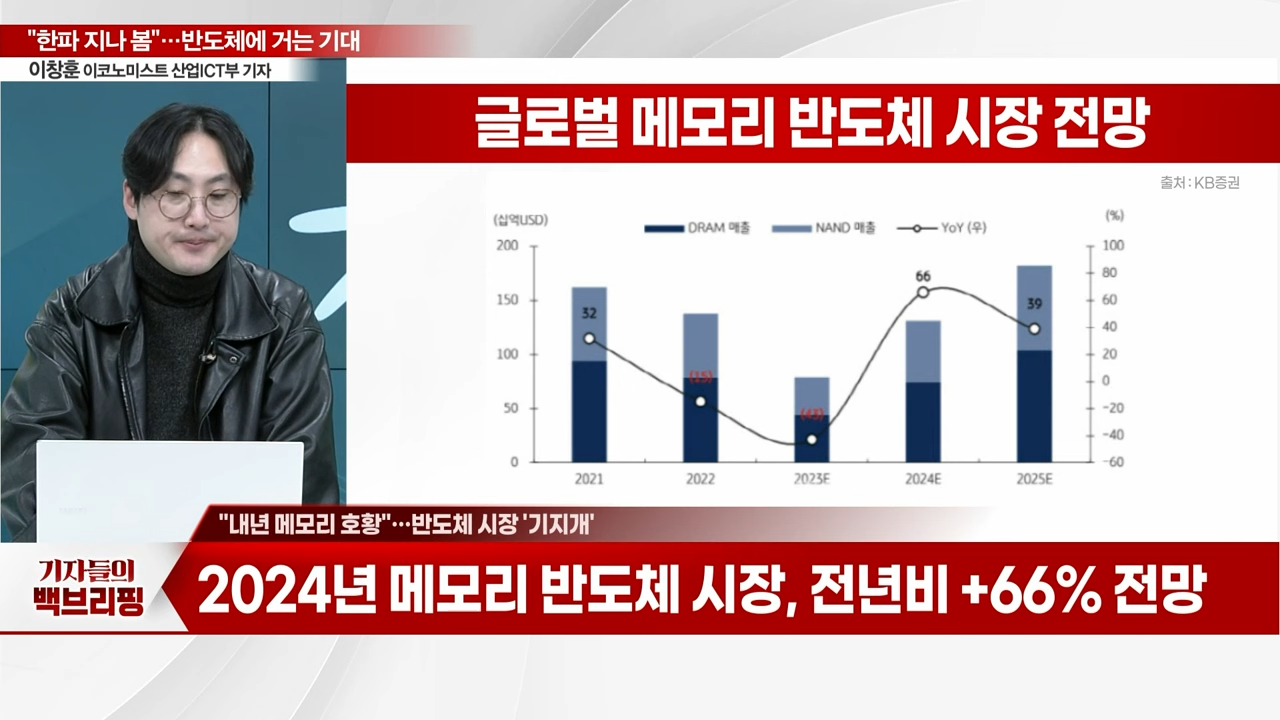 "한파 지나 봄"…반도체에 거는 기대
이창훈 이코노미스트 산업ICT부 기자
글로벌 메모리 반도체 시장 전망
출처 : KB증권
(십억USD)
DRAM 매출 NAND 매출 YoY (우)
(%)
200
150
100
50
0
32
(15)
(43)
66
39
100
80
60
40
20
0
-20
-40
-60
2021 2022 2023E 2024E 2025E
"내년 메모리 호황"…반도체 시장 '기지개'
기자들의
백브리핑
2024년 메모리 반도체 시장, 전년비 +66% 전망